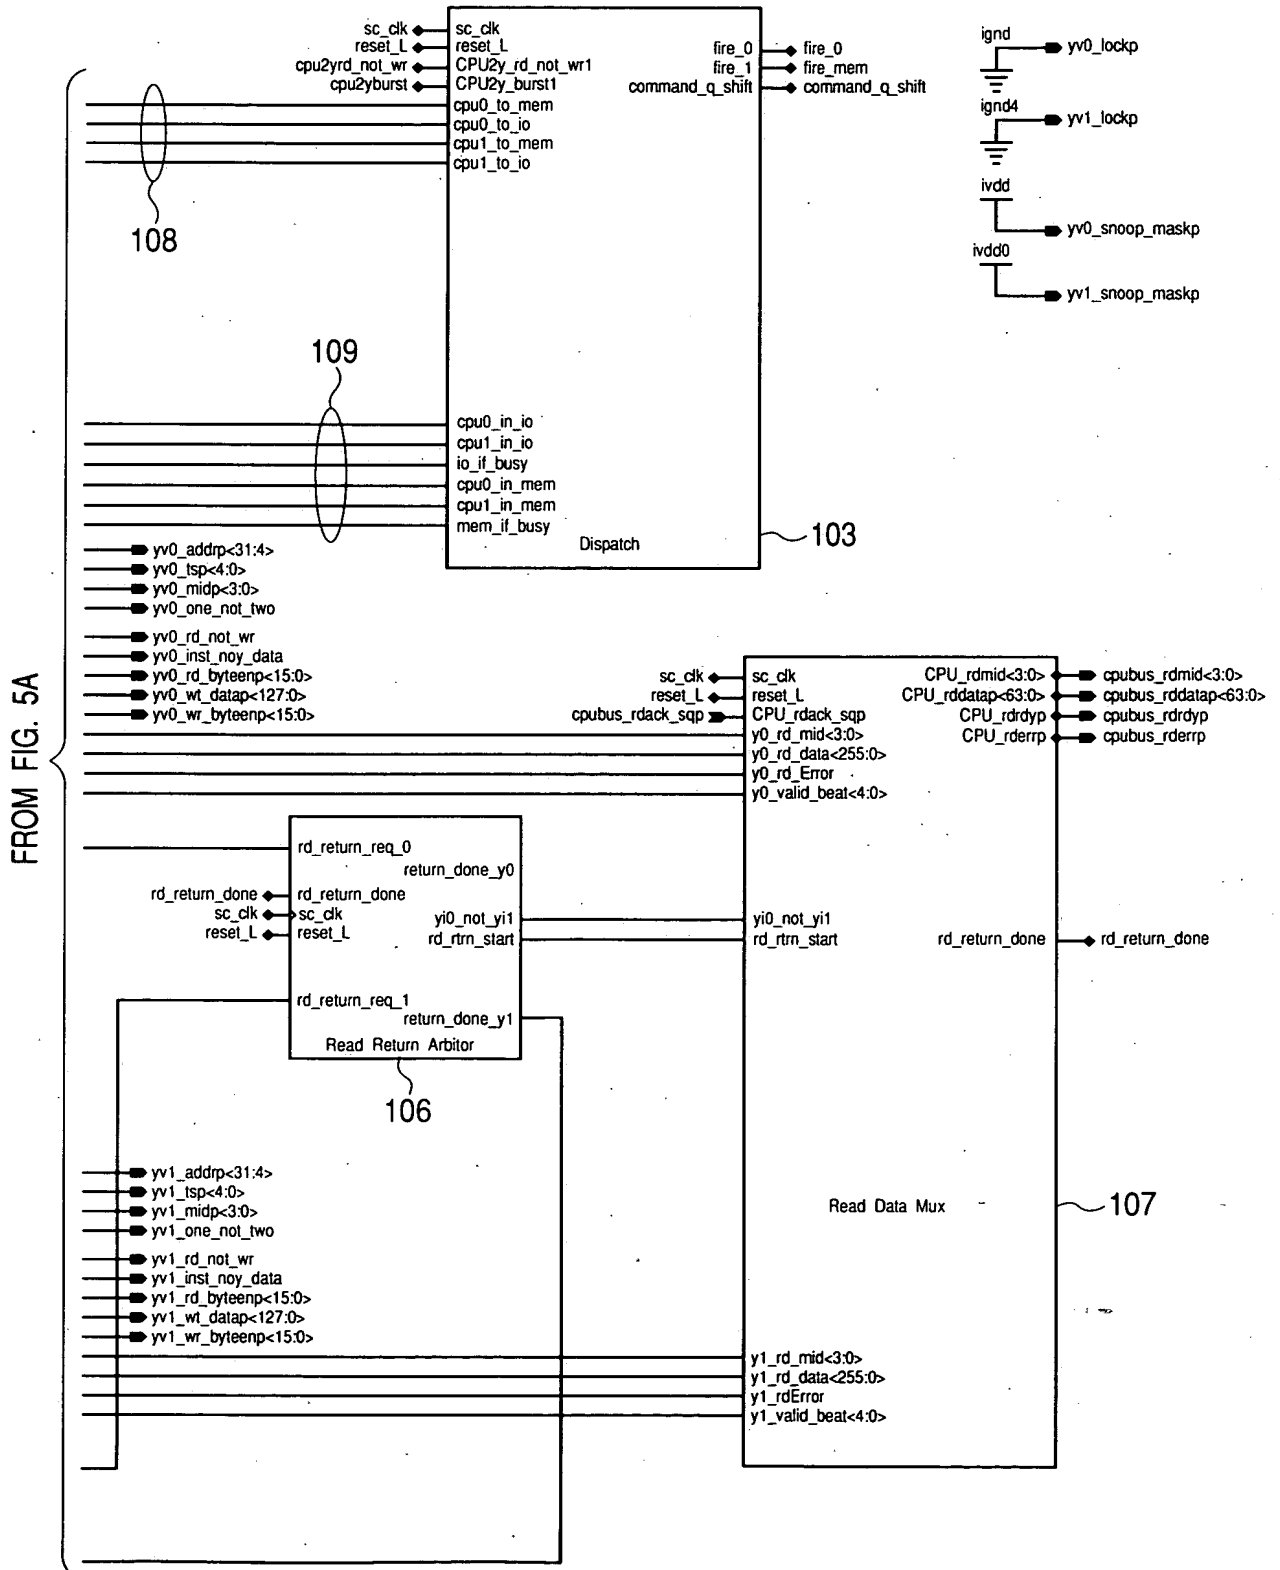 FROM FIG. 5A
sc_clk sc_clk
reset_L reset_L
cpu2yrd_not_wr CPU2y_rd_not_wr1
cpu2yburst CPU2y_burst1
cpu0_to_mem
cpu0_to_io
cpu1_to_mem
cpu1_to_io
108
fire_0 fire_0
fire_1 fire_mem
command_q_shift command_q_shift
ignd
yv0_lockp
ignd4
yv1_lockp
ivdd
yv0_snoop_maskp
ivdd0
yv1_snoop_maskp
109
cpu0_in_io
cpu1_in_io
io_if_busy
cpu0_in_mem
cpu1_in_mem
mem_if_busy
Dispatch
103
yv0_addrp<31:4>
yv0_tsp<4:0>
yv0_midp<3:0>
yv0_one_not_two
yv0_rd_not_wr
yv0_inst_noy_data
yv0_rd_byteenp<15:0>
yv0_wt_datap<127:0>
yv0_wr_byteenp<15:0>
sc_clk sc_clk
reset_L reset_L
cpubus_rdack_sqp CPU_rdack_sqp
y0_rd_mid<3:0>
y0_rd_data<255:0>
y0_rd_Error
y0_valid_beat<4:0>
CPU_rdmid<3:0> cpubus_rdmid<3:0>
CPU_rddatap<63:0> cpubus_rddatap<63:0>
CPU_rdrdyp cpubus_rdrdyp
CPU_rderrp cpubus_rderrp
rd_return_req_0
return_done_y0
rd_return_done rd_return_done
sc_clk sc_clk
reset_L reset_L
yi0_not_yi1
rd_rtrn_start
yi0_not_yi1
rd_rtrn_start
rd_return_done rd_return_done
rd_return_req_1
return_done_y1
Read Return Arbitor
106
yv1_addrp<31:4>
yv1_tsp<4:0>
yv1_midp<3:0>
yv1_one_not_two
yv1_rd_not_wr
yv1_inst_noy_data
yv1_rd_byteenp<15:0>
yv1_wt_datap<127:0>
yv1_wr_byteenp<15:0>
Read Data Mux
107
y1_rd_mid<3:0>
y1_rd_data<255:0>
y1_rdError
y1_valid_beat<4:0>